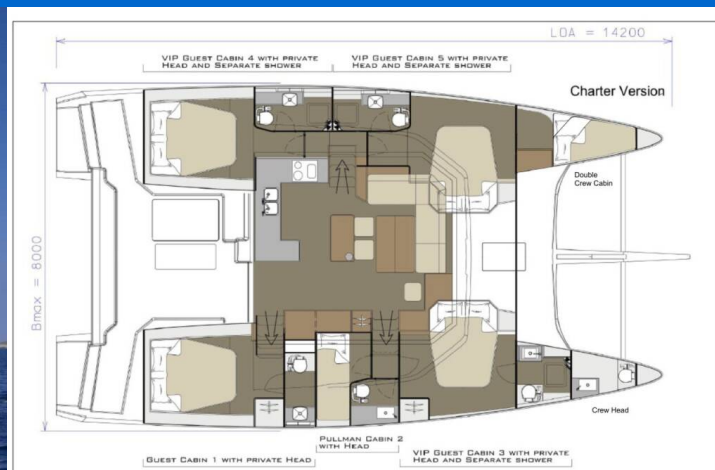 LOA = 14200
VIP GUEST CABIN 4 WITH PRIVATE
HEAD AND SEPARATE SHOWER
VIP GUEST CABIN 5 WITH PRIVATE
HEAD AND SEPARATE SHOWER
Charter Version
Double
Crew Cabin
Bmax = 8000
Crew Head
PULLMAN CABIN 2
WITH HEAD
GUEST CABIN 1 WITH PRIVATE HEAD
VIP GUEST CABIN 3 WITH PRIVATE
HEAD AND SEPARATE SHOWER